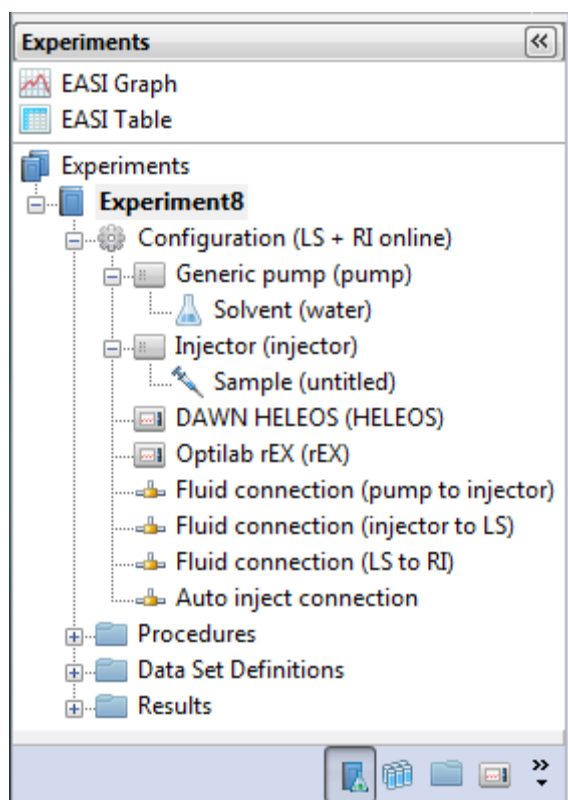 Experiments
EASI Graph
EASI Table
Experiments
Experiment8
Configuration (LS + RI online)
Generic pump (pump)
Solvent (water)
Injector (injector)
Sample (untitled)
DAWN HELEOS (HELEOS)
Optilab rEX (rEX)
Fluid connection (pump to injector)
Fluid connection (injector to LS)
Fluid connection (LS to RI)
Auto inject connection
Procedures
Data Set Definitions
Results